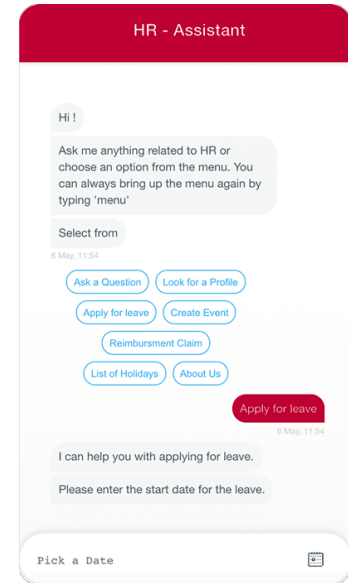 HR - Assistant
Hi !
Ask me anything related to HR or
choose an option from the menu. You
can always bring up the menu again by
typing 'menu'
Select from
6 May, 11:54
Ask a Question
Look for a Profile
Apply for leave
Create Event
Reimbursment Claim
List of Holidays
About Us
Apply for leave
6 May, 11:54
I can help you with applying for leave.
Please enter the start date for the leave.
Pick a Date